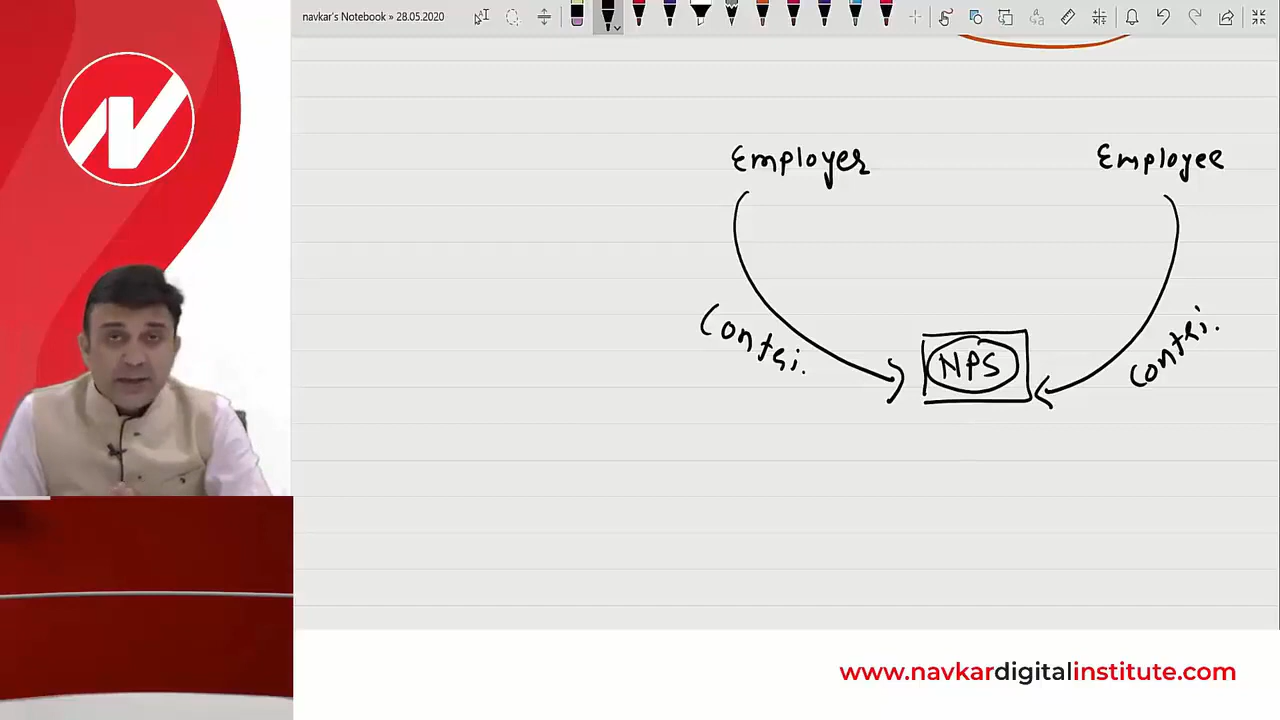 navkar's Notebook » 28.05.2020
Employer Employee
Contri. Contri.
NPS
www.navkardigitalinstitute.com